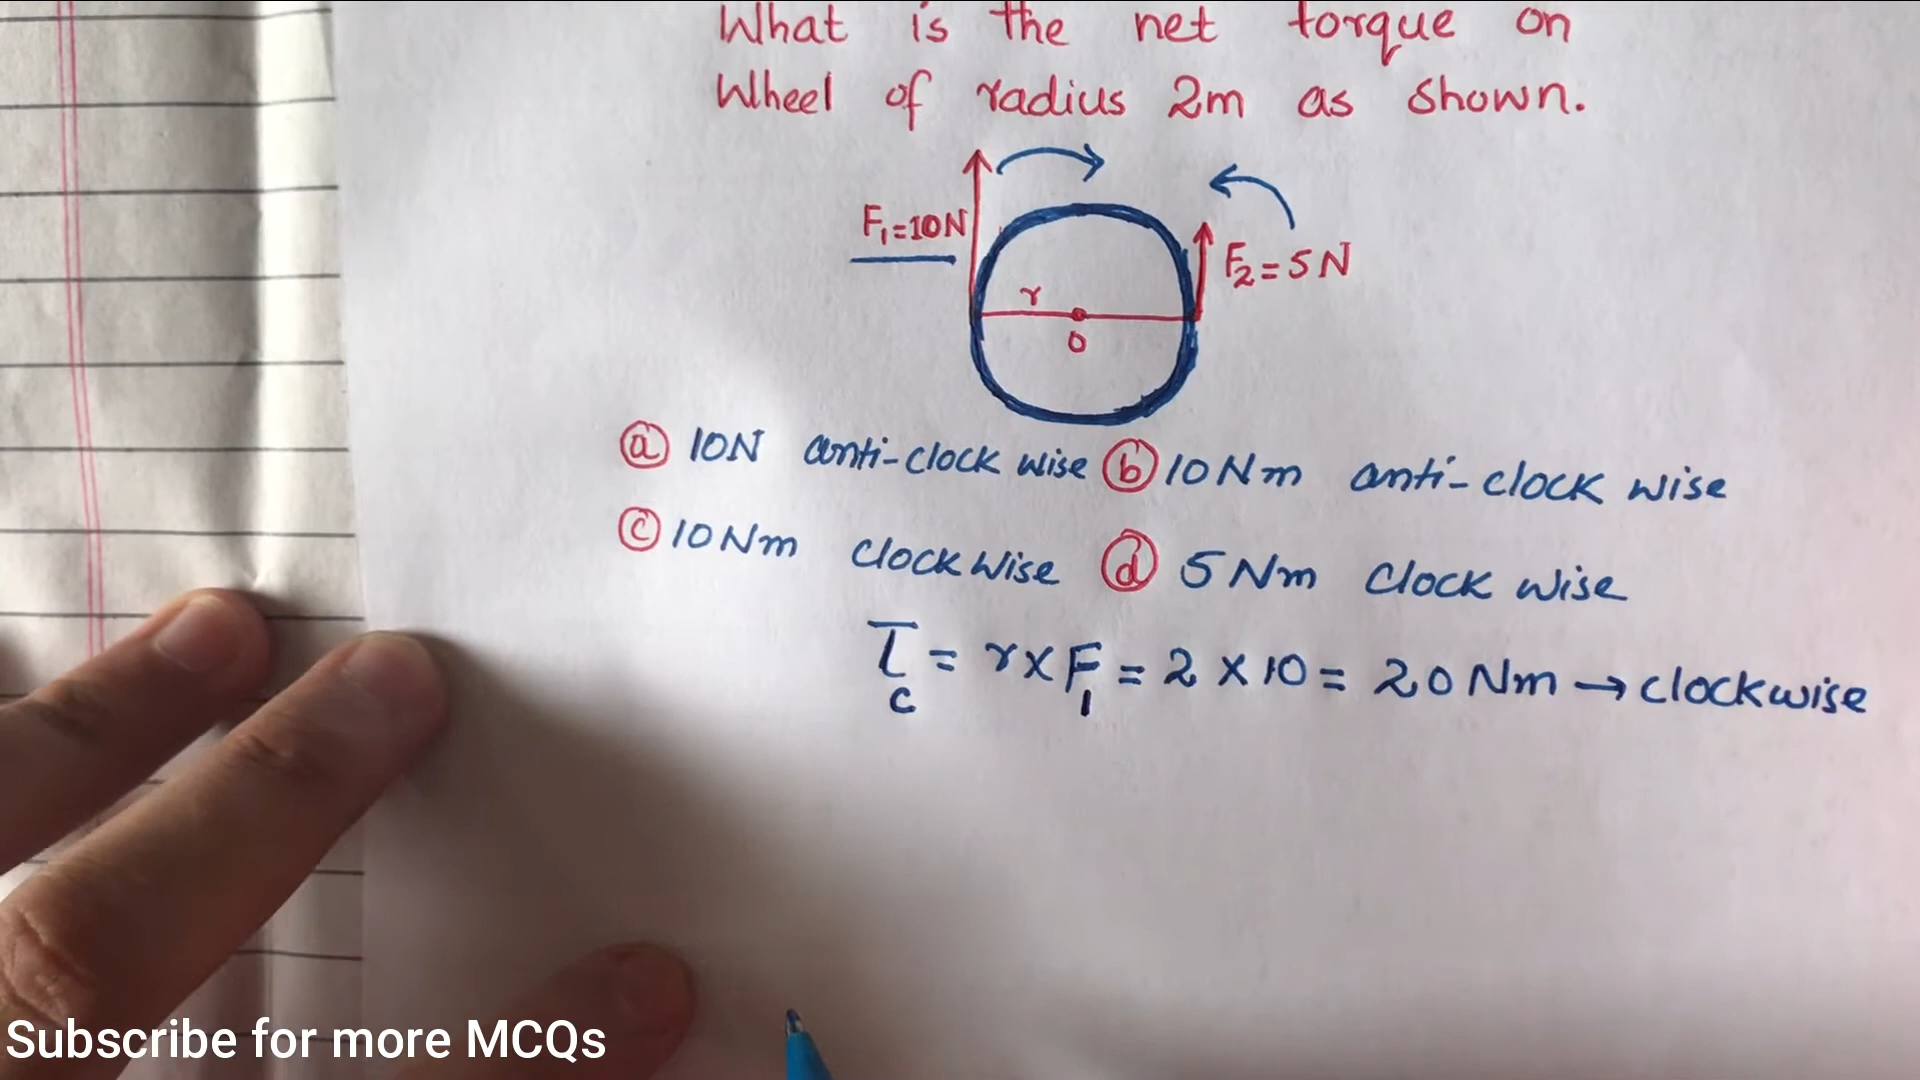 What is the net torque on
Wheel of radius 2m as shown.
F₁=10N
F₂=5N
r
O
ⓐ 10N anti-clock wise ⓑ 10Nm anti-clock wise
ⓒ 10Nm clock wise ⓓ 5Nm clock wise
τ_c = r×F₁ = 2×10 = 20 Nm → clockwise
Subscribe for more MCQs